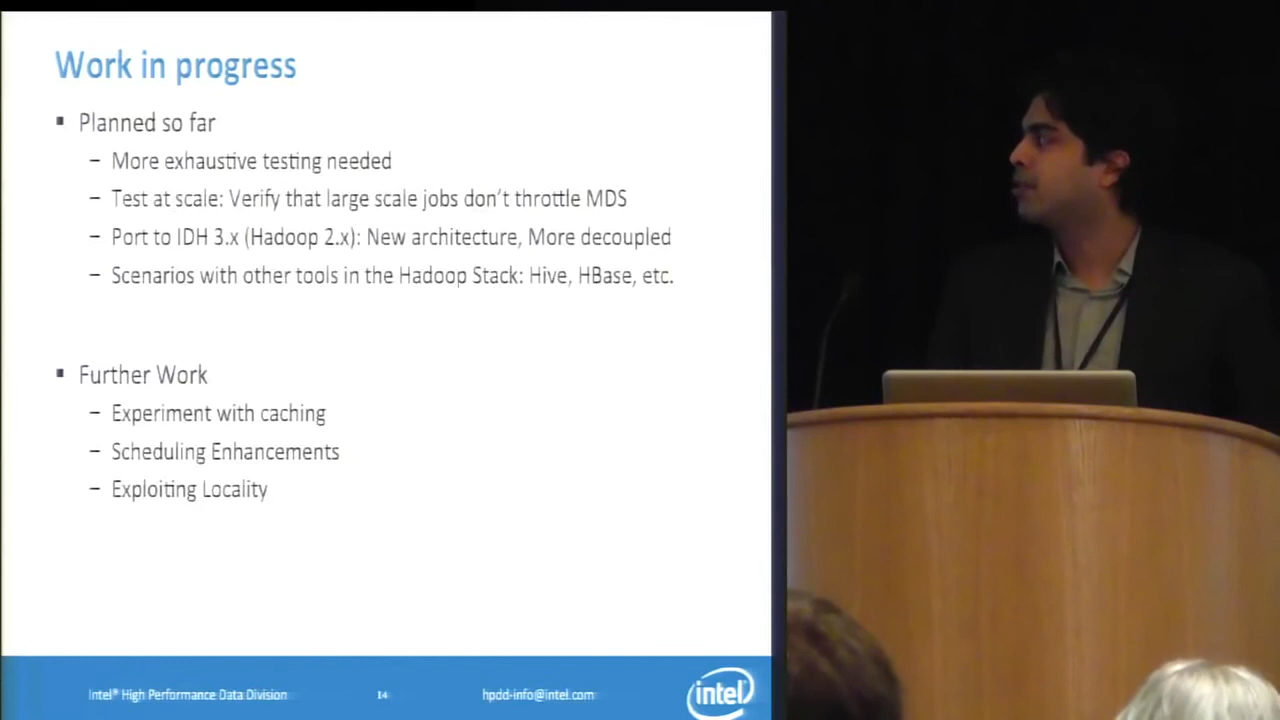 Work in progress
▪ Planned so far
– More exhaustive testing needed
– Test at scale: Verify that large scale jobs don't throttle MDS
– Port to IDH 3.x (Hadoop 2.x): New architecture, More decoupled
– Scenarios with other tools in the Hadoop Stack: Hive, HBase, etc.
▪ Further Work
– Experiment with caching
– Scheduling Enhancements
– Exploiting Locality
Intel® High Performance Data Division 14 hpdd-info@intel.com
intel